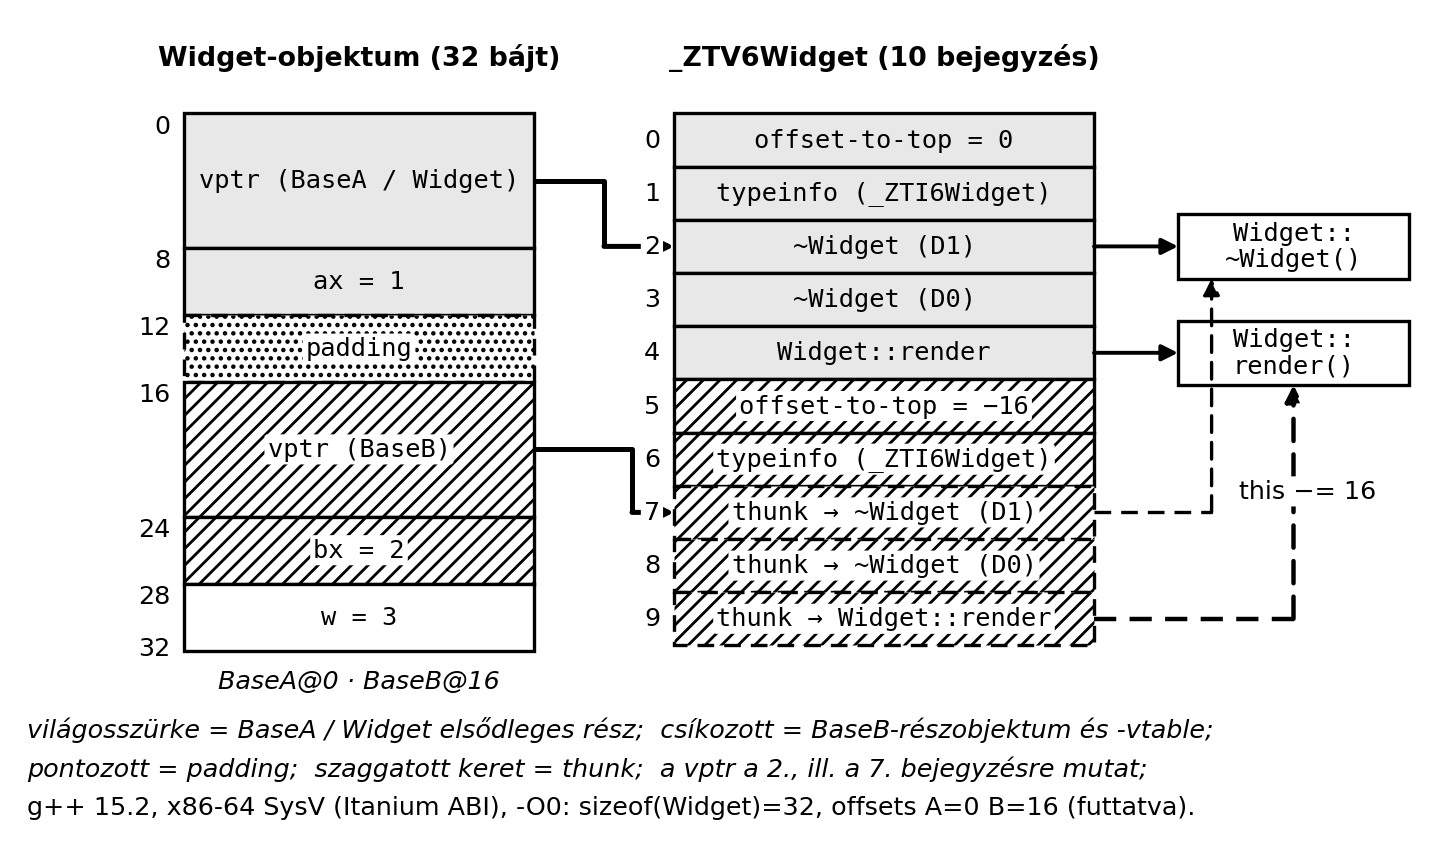 Widget-objektum (32 bájt)
0
vptr (BaseA / Widget)
8
ax = 1
12
padding
16
vptr (BaseB)
24
bx = 2
28
w = 3
32
BaseA@0 · BaseB@16
_ZTV6Widget (10 bejegyzés)
0
offset-to-top = 0
1
typeinfo (_ZTI6Widget)
2
~Widget (D1)
3
~Widget (D0)
4
Widget::render
5
offset-to-top = −16
6
typeinfo (_ZTI6Widget)
7
thunk → ~Widget (D1)
8
thunk → ~Widget (D0)
9
thunk → Widget::render
Widget::
~Widget()
Widget::
render()
this −= 16
világosszürke = BaseA / Widget elsődleges rész;  csíkozott = BaseB-részobjektum és -vtable;
pontozott = padding;  szaggatott keret = thunk;  a vptr a 2., ill. a 7. bejegyzésre mutat;
g++ 15.2, x86-64 SysV (Itanium ABI), -O0: sizeof(Widget)=32, offsets A=0 B=16 (futtatva).